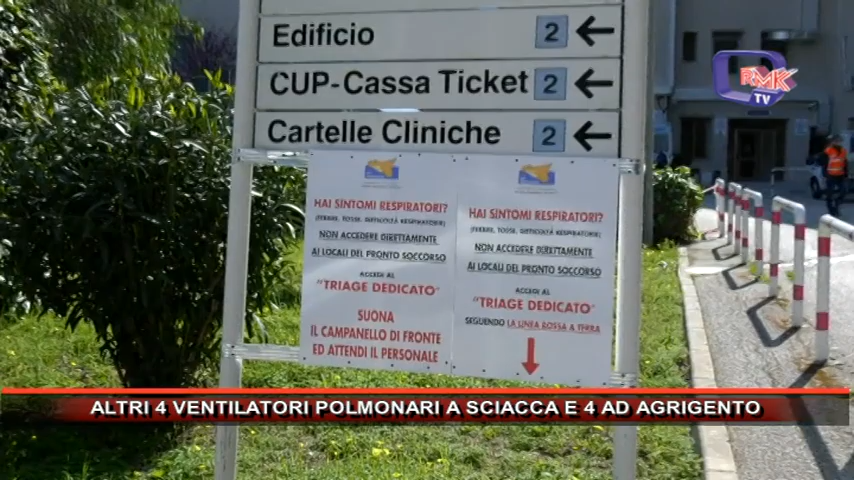 Edificio 2 ←
CUP-Cassa Ticket 2 ←
Cartelle Cliniche 2 ←
RMK
TV
HAI SINTOMI RESPIRATORI?
(FEBBRE, TOSSE, DIFFICOLTÀ RESPIRATORIE)
NON ACCEDERE DIRETTAMENTE
AI LOCALI DEL PRONTO SOCCORSO
ACCEDI AL
"TRIAGE DEDICATO"
SUONA
IL CAMPANELLO DI FRONTE
ED ATTENDI IL PERSONALE
HAI SINTOMI RESPIRATORI?
(FEBBRE, TOSSE, DIFFICOLTÀ RESPIRATORIE)
NON ACCEDERE DIRETTAMENTE
AI LOCALI DEL PRONTO SOCCORSO
ACCEDI AL
"TRIAGE DEDICATO"
SEGUENDO LA LINEA ROSSA A TERRA
ALTRI 4 VENTILATORI POLMONARI A SCIACCA E 4 AD AGRIGENTO